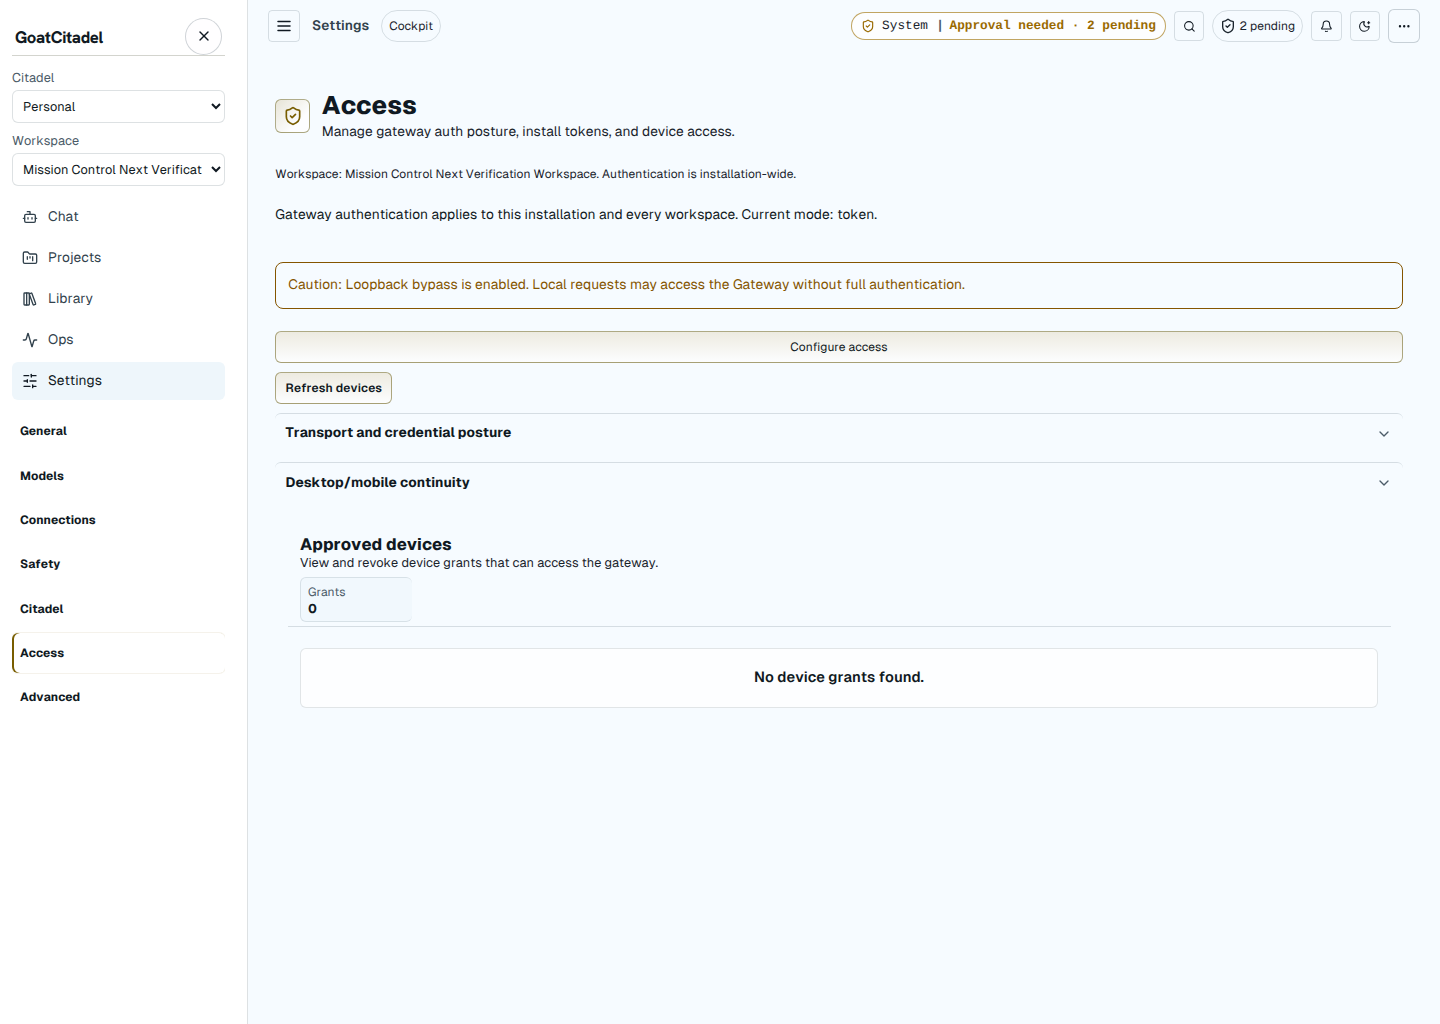 GoatCitadel
Citadel
Personal
Workspace
Mission Control Next Verificat
Chat
Projects
Library
Ops
Settings
General
Models
Connections
Safety
Citadel
Access
Advanced
Settings
Cockpit
System | Approval needed · 2 pending
2 pending
Access
Manage gateway auth posture, install tokens, and device access.
Workspace: Mission Control Next Verification Workspace. Authentication is installation-wide.
Gateway authentication applies to this installation and every workspace. Current mode: token.
Caution: Loopback bypass is enabled. Local requests may access the Gateway without full authentication.
Configure access
Refresh devices
Transport and credential posture
Desktop/mobile continuity
Approved devices
View and revoke device grants that can access the gateway.
Grants
0
No device grants found.